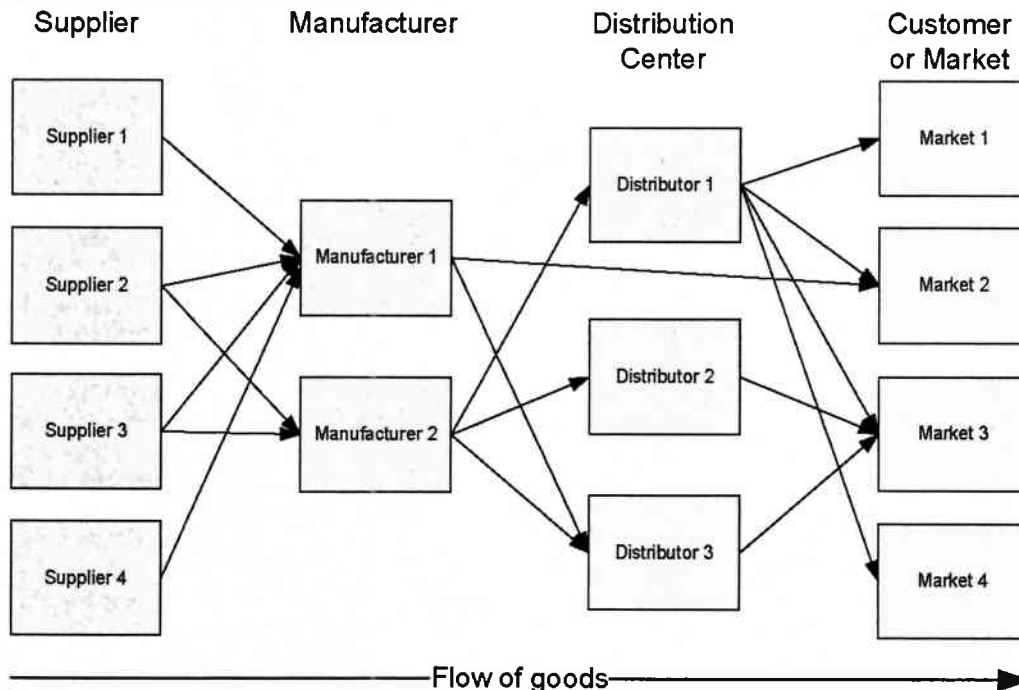 Supplier
Manufacturer
Distribution
Center
Customer
or Market
Supplier 1
Supplier 2
Supplier 3
Supplier 4
Manufacturer 1
Manufacturer 2
Distributor 1
Distributor 2
Distributor 3
Market 1
Market 2
Market 3
Market 4
Flow of goods